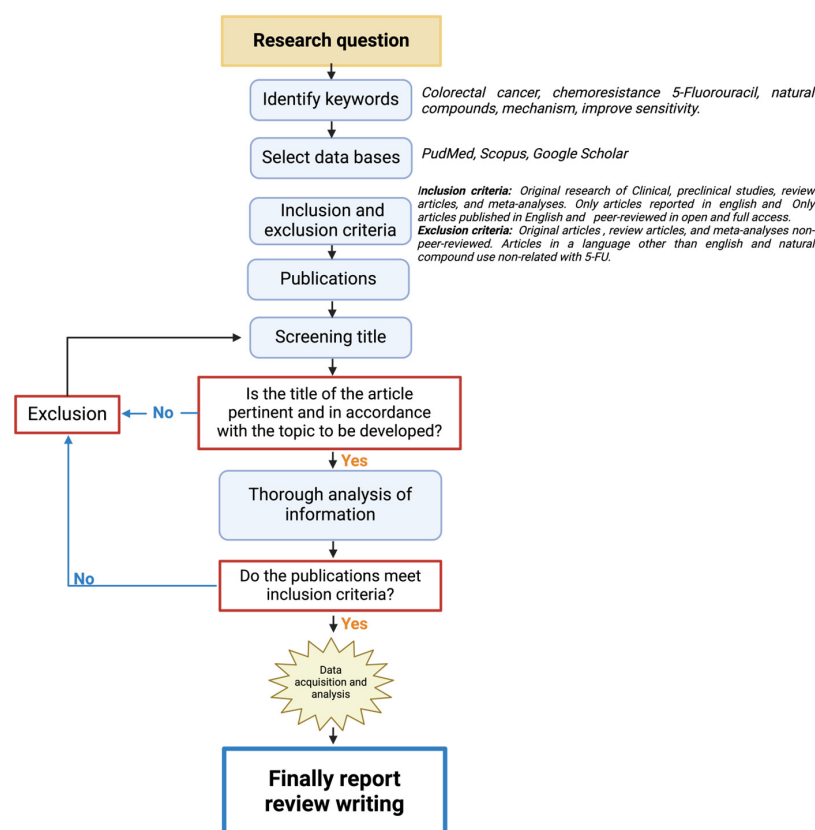 Research question
Identify keywords
Colorectal cancer, chemoresistance 5-Fluorouracil, natural
compounds, mechanism, improve sensitivity.
Select data bases
PudMed, Scopus, Google Scholar
Inclusion and
exclusion criteria
Inclusion criteria: Original research of Clinical, preclinical studies, review
articles, and meta-analyses. Only articles reported in english and Only
articles published in English and peer-reviewed in open and full access.
Exclusion criteria: Original articles , review articles, and meta-analyses non-
peer-reviewed. Articles in a language other than english and natural
compound use non-related with 5-FU.
Publications
Screening title
Is the title of the article
pertinent and in accordance
with the topic to be developed?
No
Exclusion
Yes
Thorough analysis of
information
Do the publications meet
inclusion criteria?
No
Yes
Data
acquisition and
analysis
Finally report
review writing